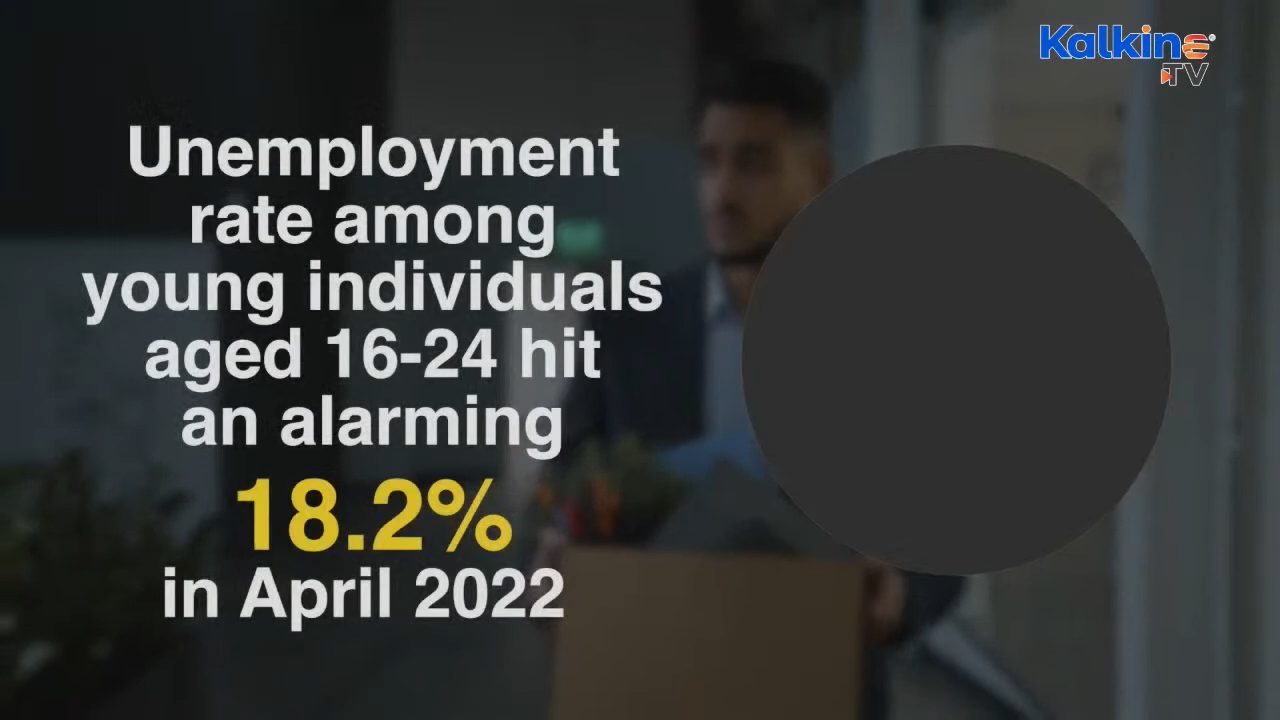 Kalkine
TV
Unemployment
rate among
young individuals
aged 16-24 hit
an alarming
18.2%
in April 2022